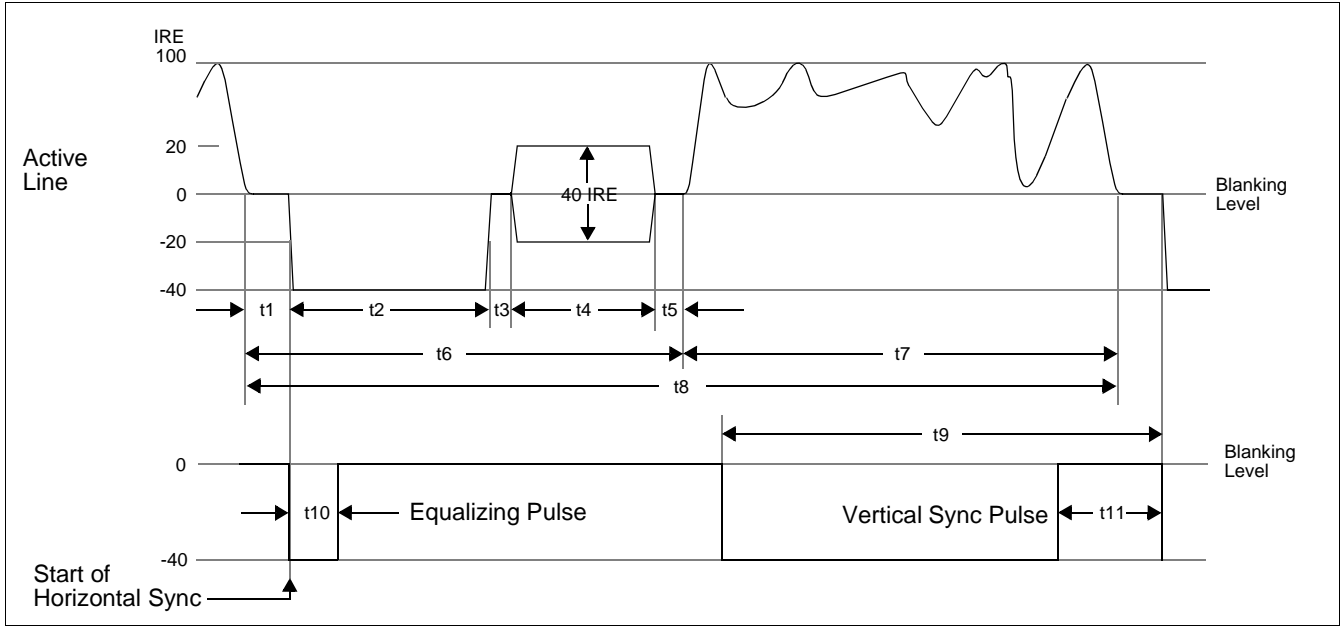 IRE
100
20
Active
Line
0
40 IRE
Blanking
Level
-20
-40
t1
t2
t3
t4
t5
t6
t7
t8
t9
0
Blanking
Level
t10
Equalizing Pulse
Vertical Sync Pulse
t11
-40
Start of
Horizontal Sync